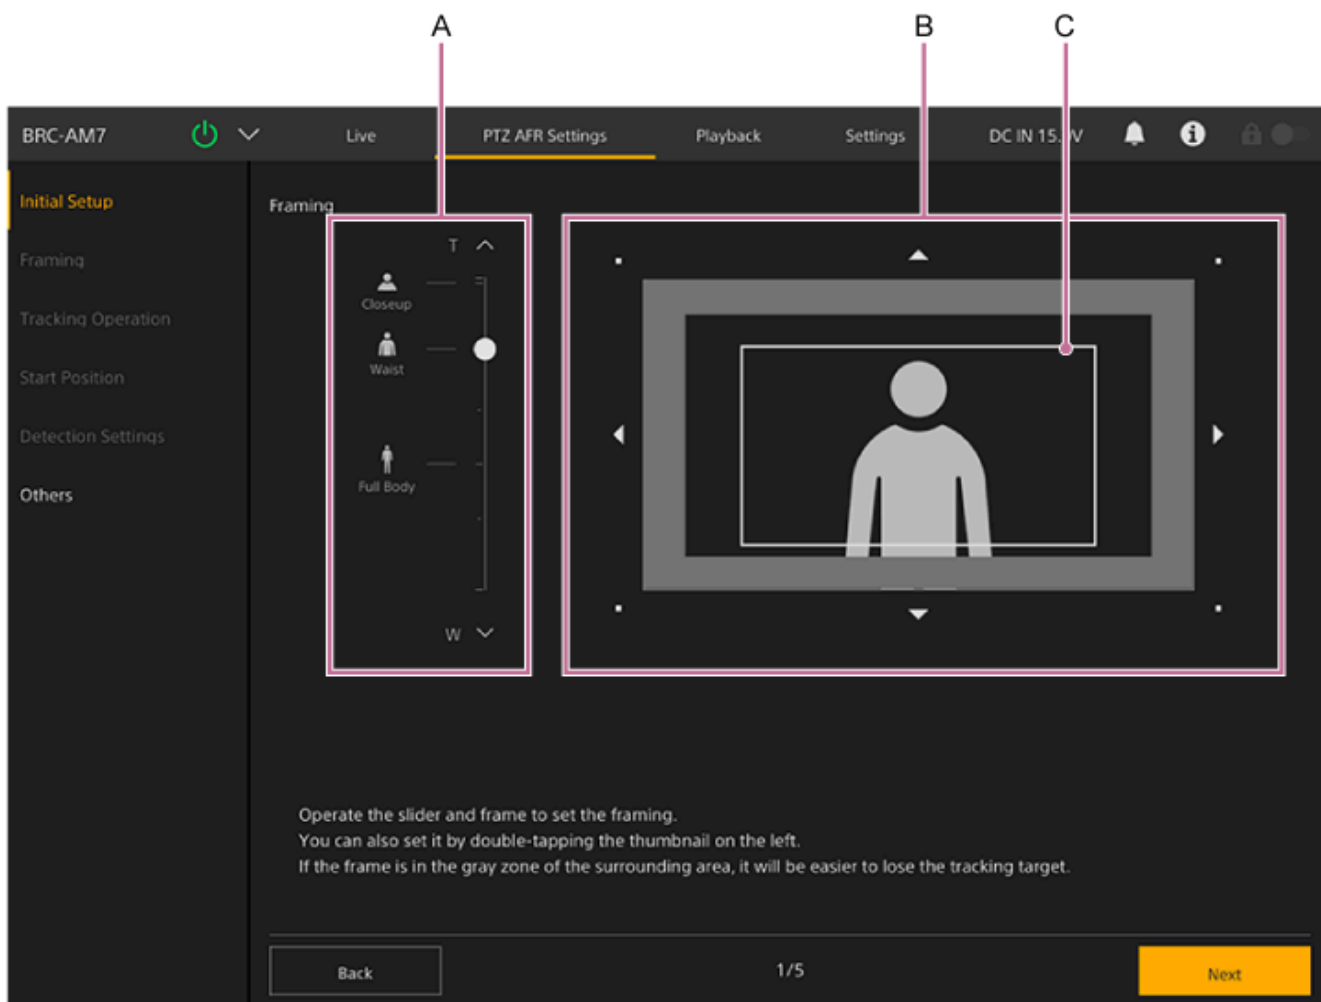 A B C
BRC-AM7 Live PTZ AFR Settings Playback Settings DC IN 15. V
Initial Setup
Framing
Tracking Operation
Start Position
Detection Settings
Others
Framing
T
Closeup
Waist
Full Body
W
Operate the slider and frame to set the framing.
You can also set it by double-tapping the thumbnail on the left.
If the frame is in the gray zone of the surrounding area, it will be easier to lose the tracking target.
Back 1/5 Next